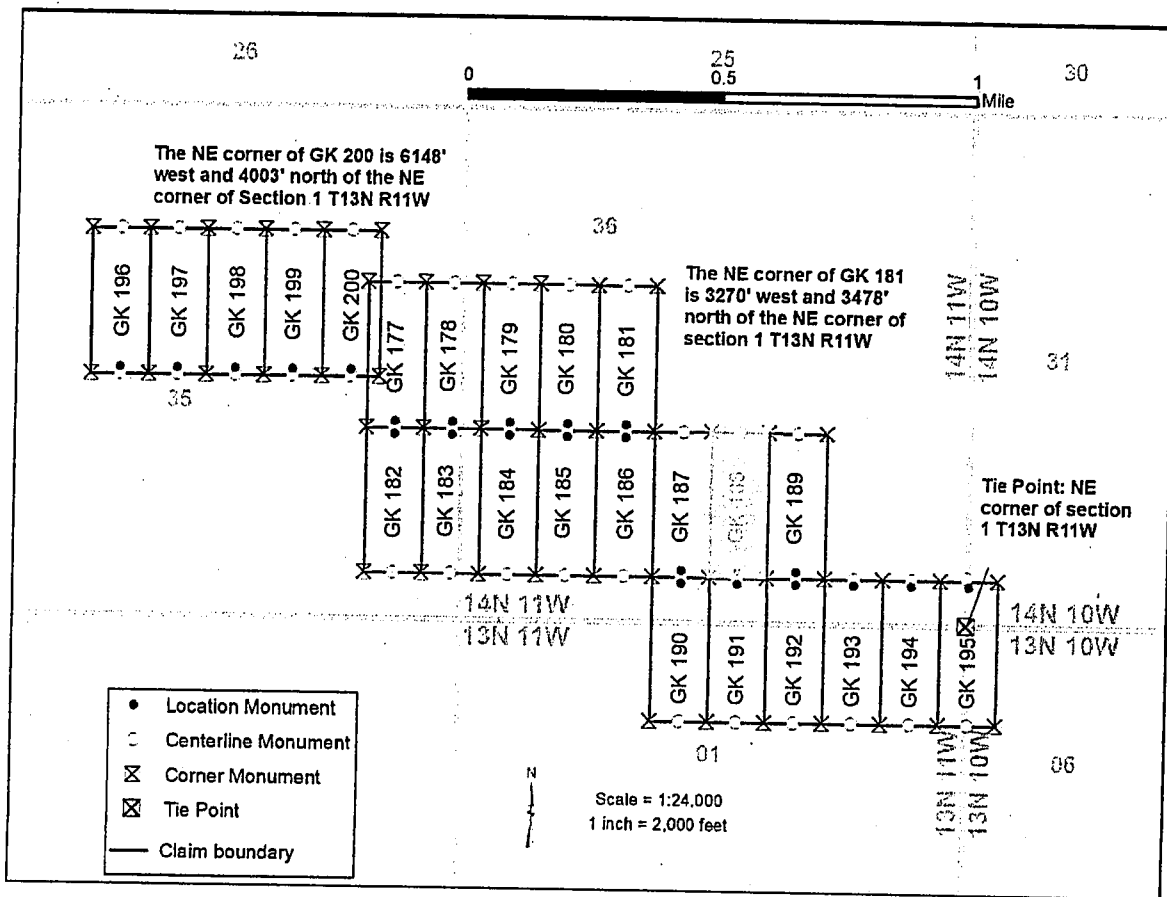 26
25
30
0
0.5
1
Mile
The NE corner of GK 200 is 6148'
west and 4003' north of the NE
corner of Section 1 T13N R11W
36
GK 196
GK 197
GK 198
GK 199
GK 200
GK 177
GK 178
GK 179
GK 180
GK 181
The NE corner of GK 181
is 3270' west and 3478'
north of the NE corner of
section 1 T13N R11W
14N 11W
14N 10W
31
35
GK 182
GK 183
GK 184
GK 185
GK 186
GK 187
GK 189
Tie Point: NE
corner of section
1 T13N R11W
14N 11W
13N 11W
14N 10W
13N 10W
GK 190
GK 191
GK 192
GK 193
GK 194
GK 195
01
13N 11W
13N 10W
06
Location Monument
Centerline Monument
Corner Monument
Tie Point
Claim boundary
N
Scale = 1:24,000
1 inch = 2,000 feet